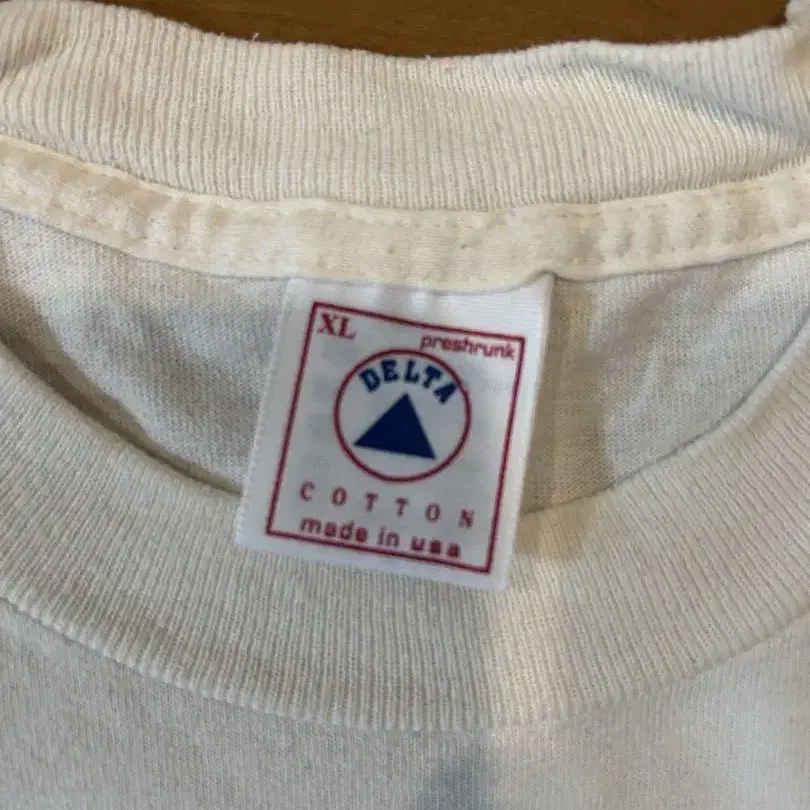 XL
preshrunk
DELTA
COTTON
made in usa